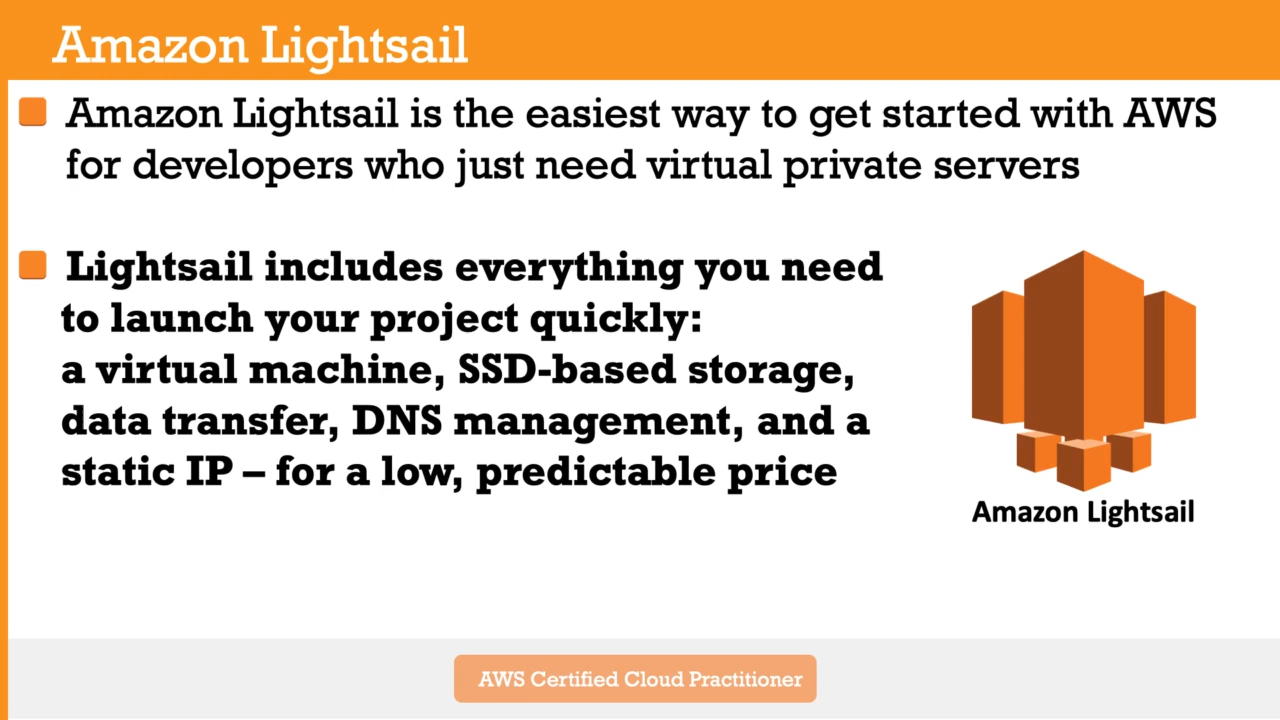 Amazon Lightsail
Amazon Lightsail is the easiest way to get started with AWS
for developers who just need virtual private servers
Lightsail includes everything you need
to launch your project quickly:
a virtual machine, SSD-based storage,
data transfer, DNS management, and a
static IP – for a low, predictable price
Amazon Lightsail
AWS Certified Cloud Practitioner